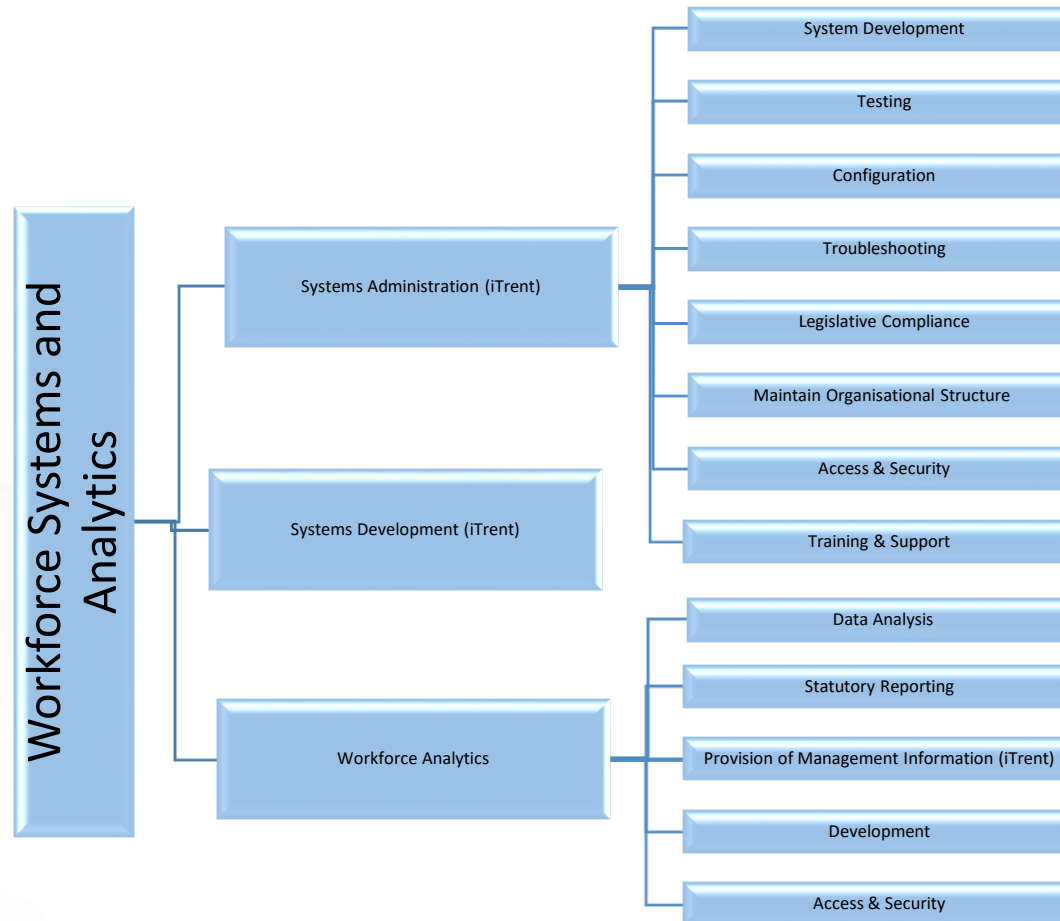 Workforce Systems and
Analytics
Systems Administration (iTrent)
System Development
Testing
Configuration
Troubleshooting
Legislative Compliance
Maintain Organisational Structure
Access & Security
Training & Support
Systems Development (iTrent)
Workforce Analytics
Data Analysis
Statutory Reporting
Provision of Management Information (iTrent)
Development
Access & Security